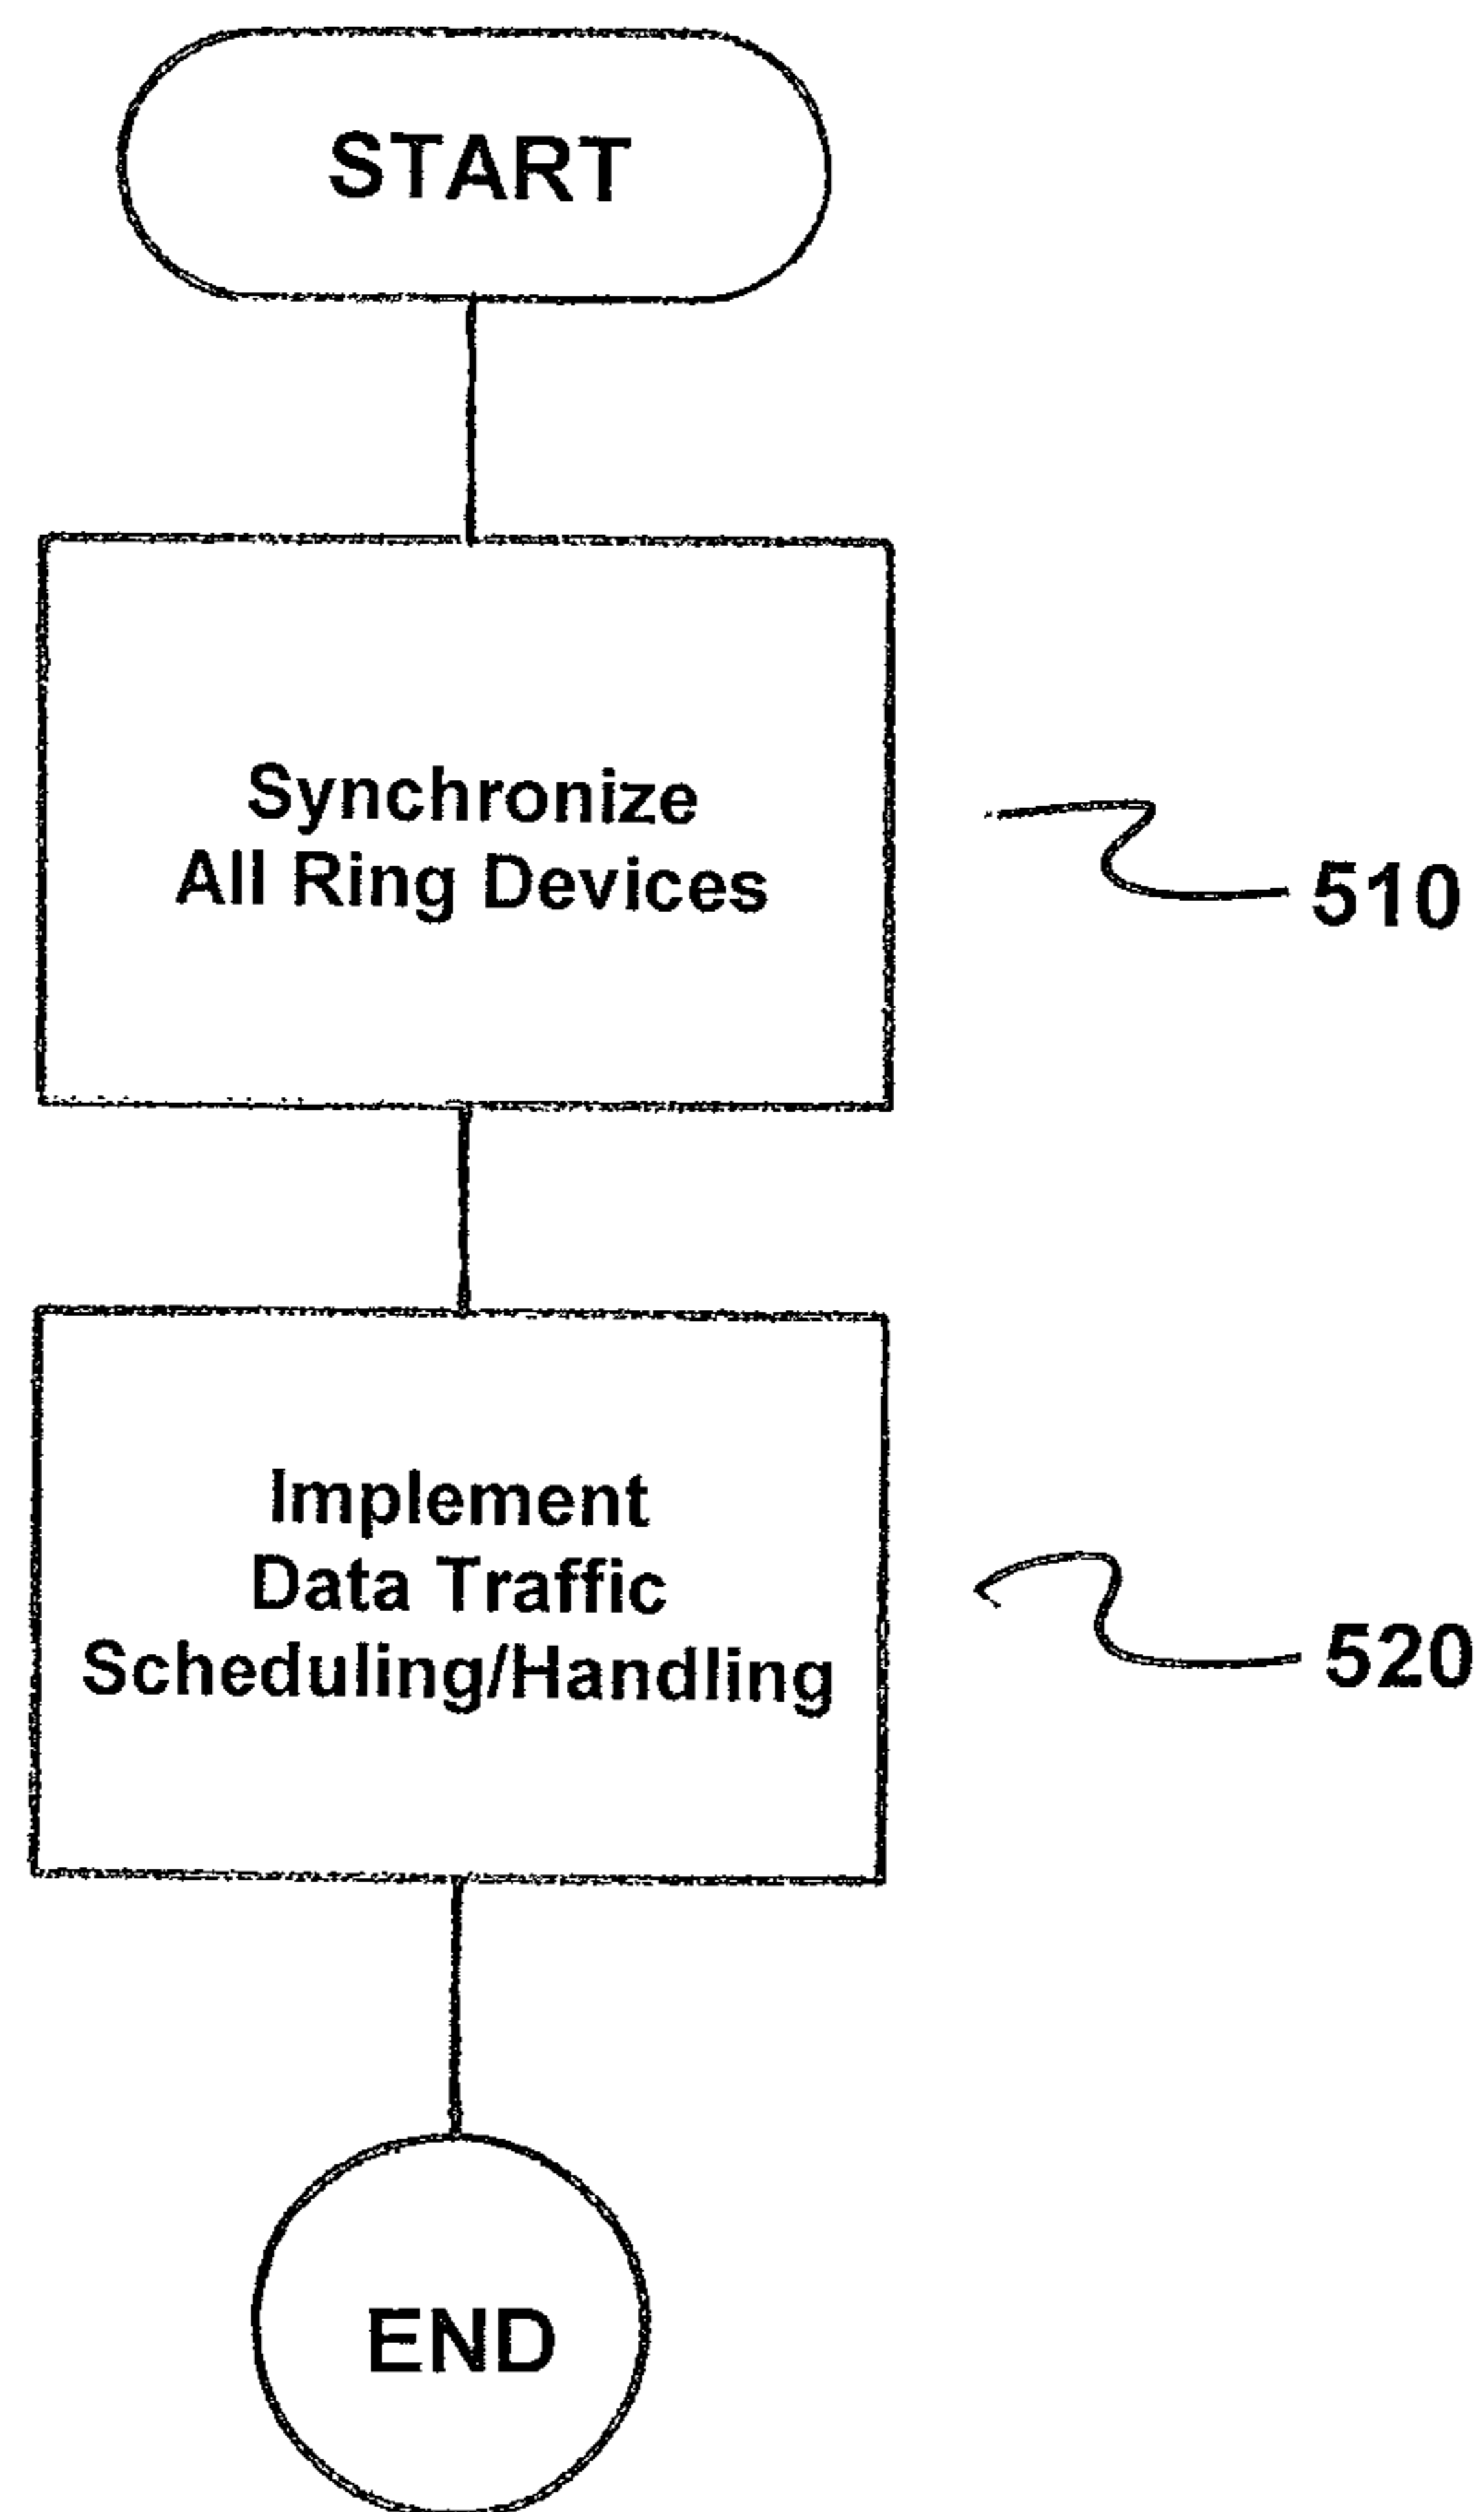 START
Synchronize
All Ring Devices
510
Implement
Data Traffic
Scheduling/Handling
520
END